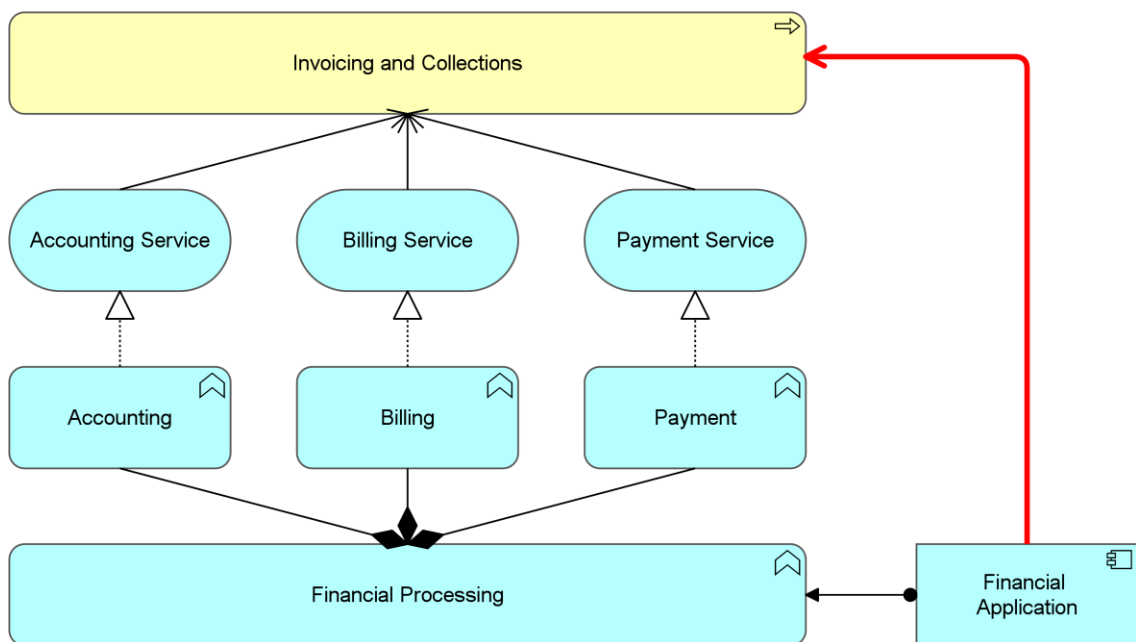 Invoicing and Collections
Accounting Service
Billing Service
Payment Service
Accounting
Billing
Payment
Financial Processing
Financial
Application